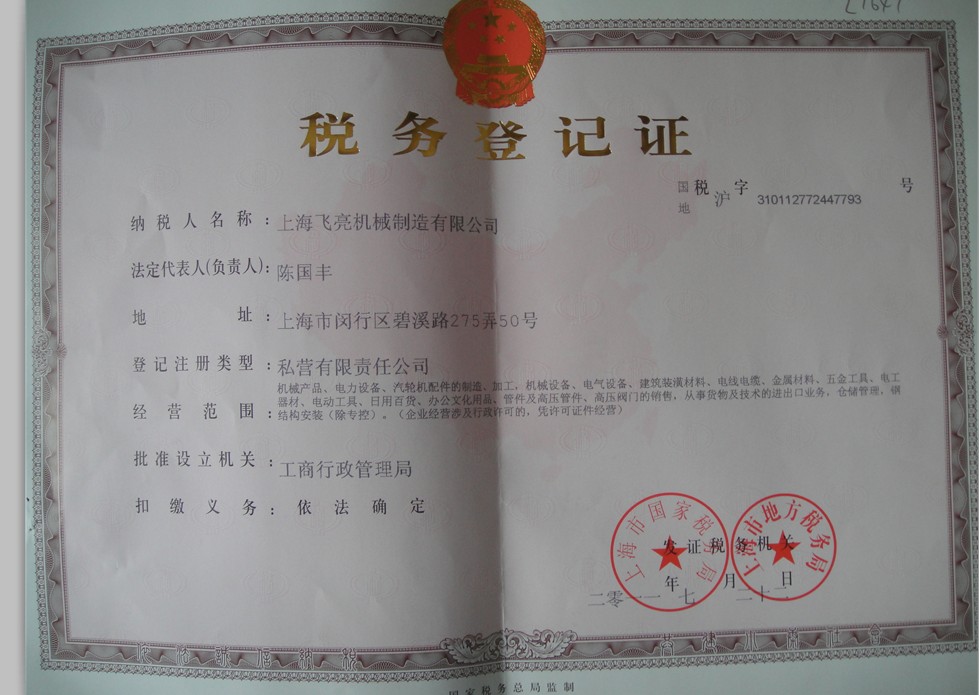 税务登记证
国 税 沪 字 310112772447793 号
地
纳税人名称：上海飞亮机械制造有限公司
法定代表人(负责人)：陈国丰
地址：上海市闵行区碧溪路275弄50号
登记注册类型：私营有限责任公司
机械产品、电力设备、汽轮机配件的制造、加工，机械设备、电气设备、建筑装潢材料、电线电缆、金属材料、五金工具、电工
器材、电动工具、日用百货、办公文化用品、管件及高压管件、高压阀门的销售，从事货物及技术的进出口业务，仓储管理，钢
经营范围：结构安装（除专控）。（企业经营涉及行政许可的，凭许可证件经营）
批准设立机关：工商行政管理局
扣缴义务：依法确定
上海市国家税务局
上海市地方税务局
发证税务机关
年 月 日
二零一一 七 二十二
国家税务总局监制